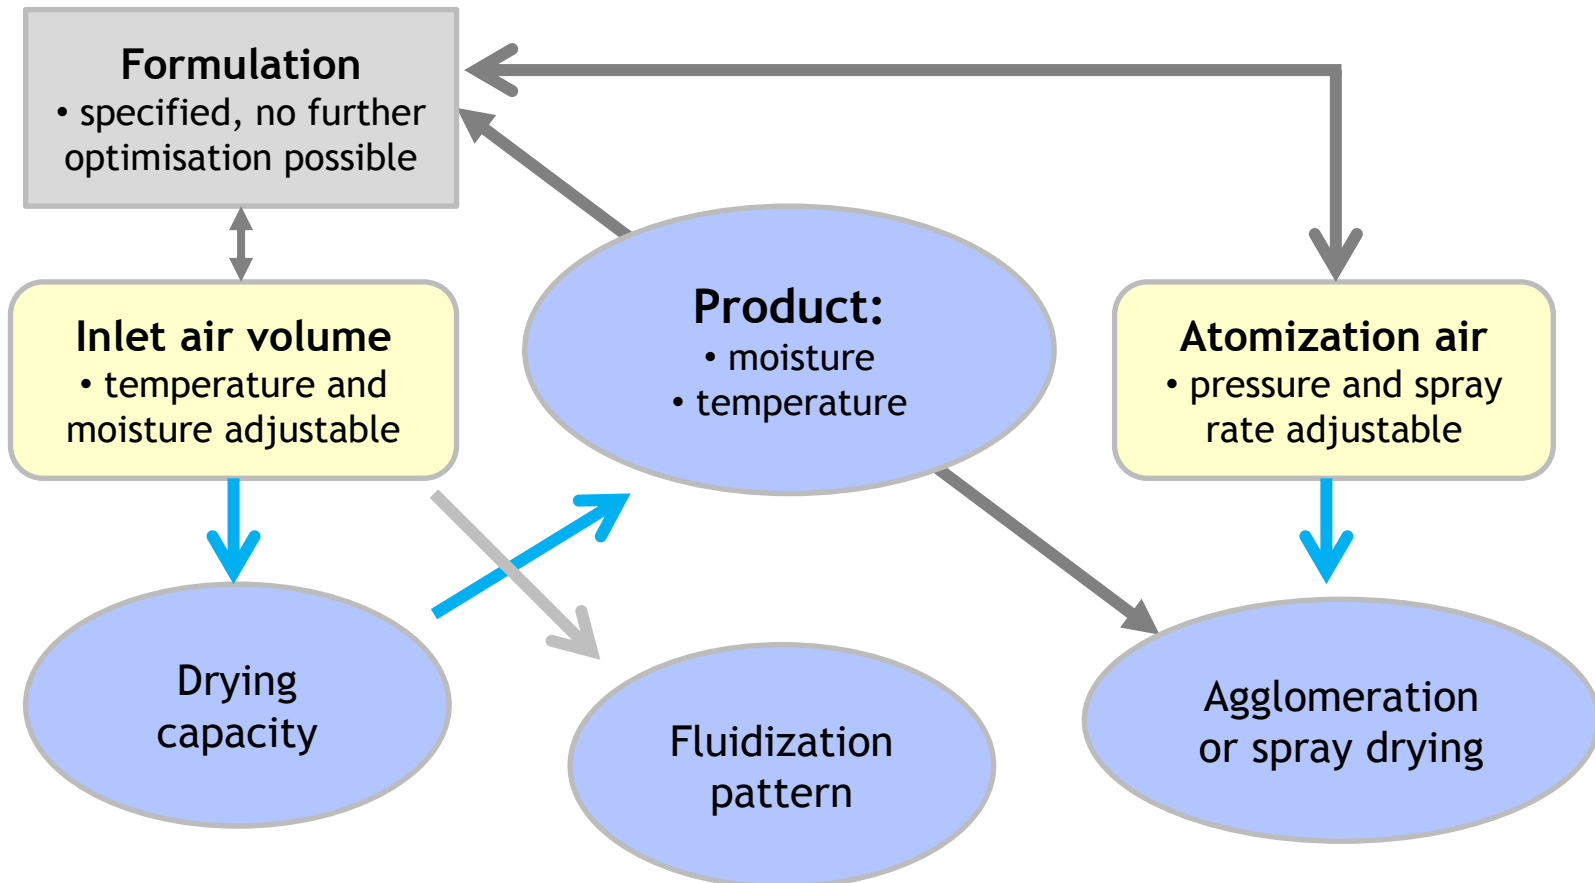 Formulation
• specified, no further
optimisation possible
Inlet air volume
• temperature and
moisture adjustable
Product:
• moisture
• temperature
Atomization air
• pressure and spray
rate adjustable
Drying
capacity
Fluidization
pattern
Agglomeration
or spray drying